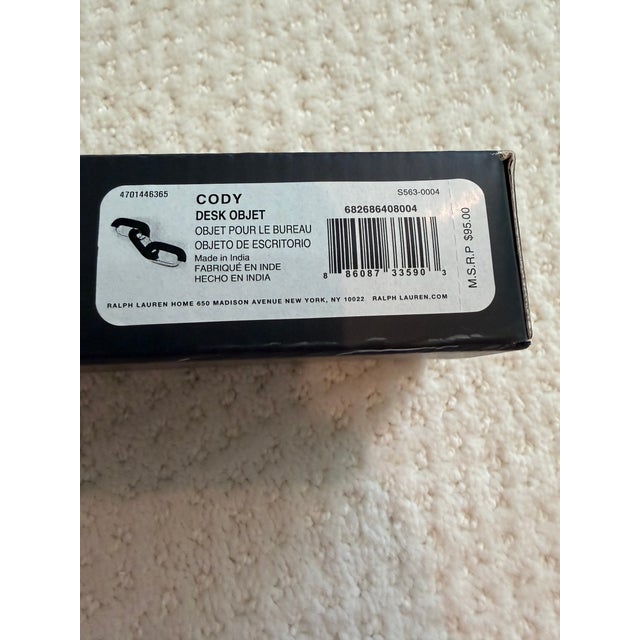 4701446365
CODY
DESK OBJET
OBJET POUR LE BUREAU
OBJETO DE ESCRITORIO
Made in India
FABRIQUÉ EN INDE
HECHO EN INDIA
S563-0004
682686408004
8 86087 33590 3
M.S.R.P $95.00
RALPH LAUREN HOME 650 MADISON AVENUE NEW YORK, NY 10022 RALPH LAUREN.COM